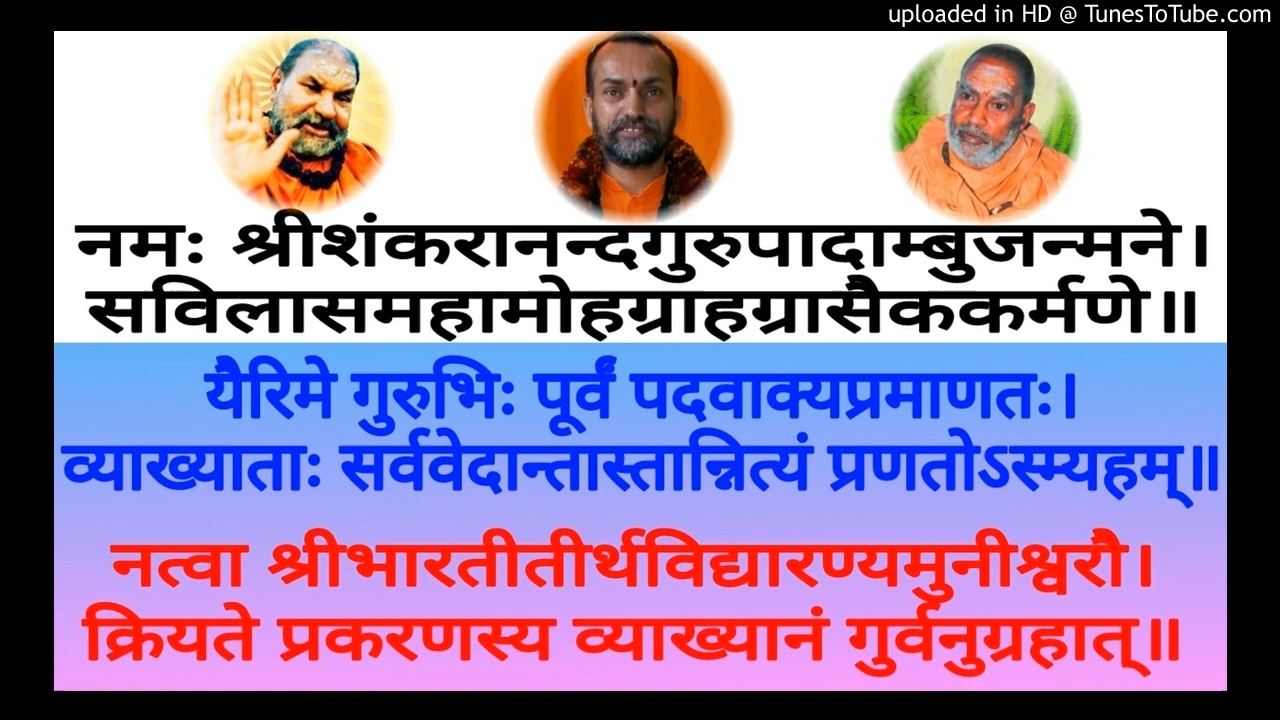 uploaded in HD @ TunesToTube.com
नमः श्रीशंकरानन्दगुरुपादाम्बुजन्मने।
सविलासमहामोहग्राहग्रासैककर्मणे॥
यैरिमे गुरुभिः पूर्वं पदवाक्यप्रमाणतः।
व्याख्याताः सर्ववेदान्तास्तान्नित्यं प्रणतोऽस्म्यहम्॥
नत्वा श्रीभारतीतीर्थविद्यारण्यमुनीश्वरौ।
क्रियते प्रकरणस्य व्याख्यानं गुर्वनुग्रहात्॥